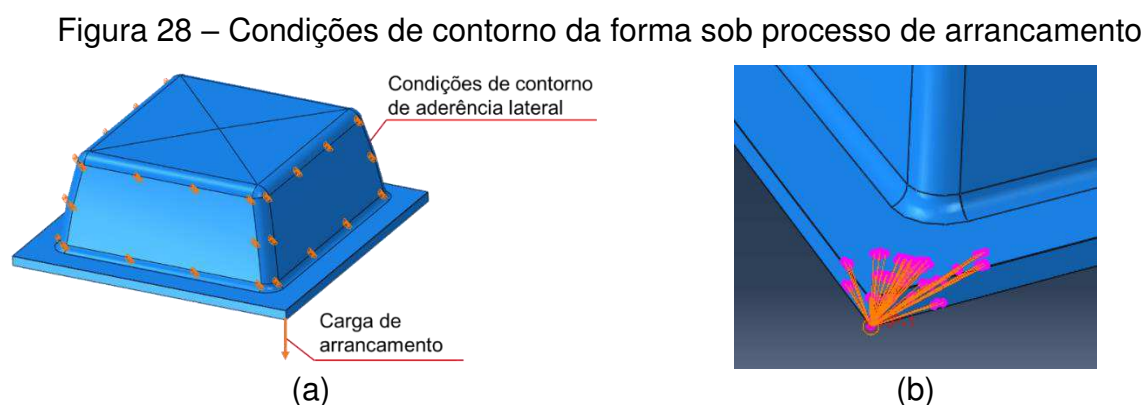 Figura 28 – Condições de contorno da forma sob processo de arrancamento
Condições de contorno
de aderência lateral
Carga de
arrancamento
(a)
(b)